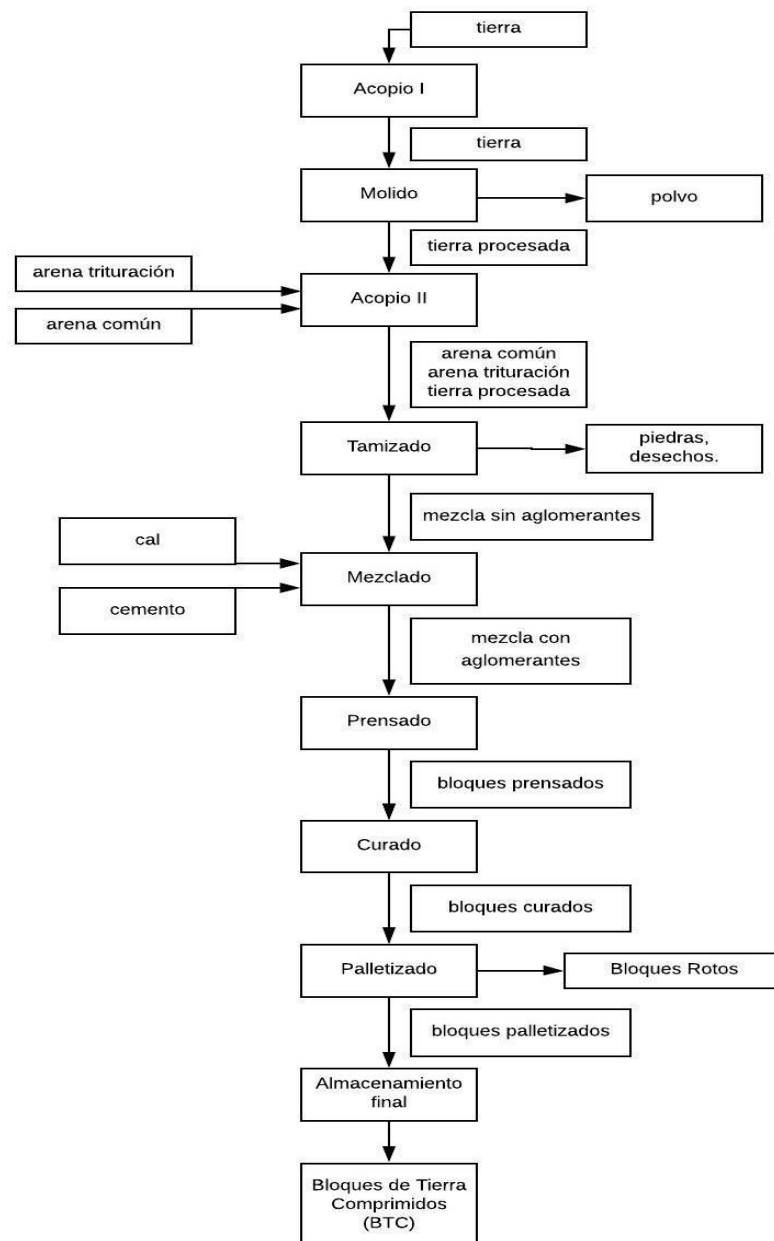 tierra
Acopio I
tierra
Molido
polvo
tierra procesada
arena trituración
Acopio II
arena común
arena común
arena trituración
tierra procesada
Tamizado
piedras,
desechos.
mezcla sin aglomerantes
cal
Mezclado
cemento
mezcla con
aglomerantes
Prensado
bloques prensados
Curado
bloques curados
Palletizado
Bloques Rotos
bloques palletizados
Almacenamiento
final
Bloques de Tierra
Comprimidos
(BTC)